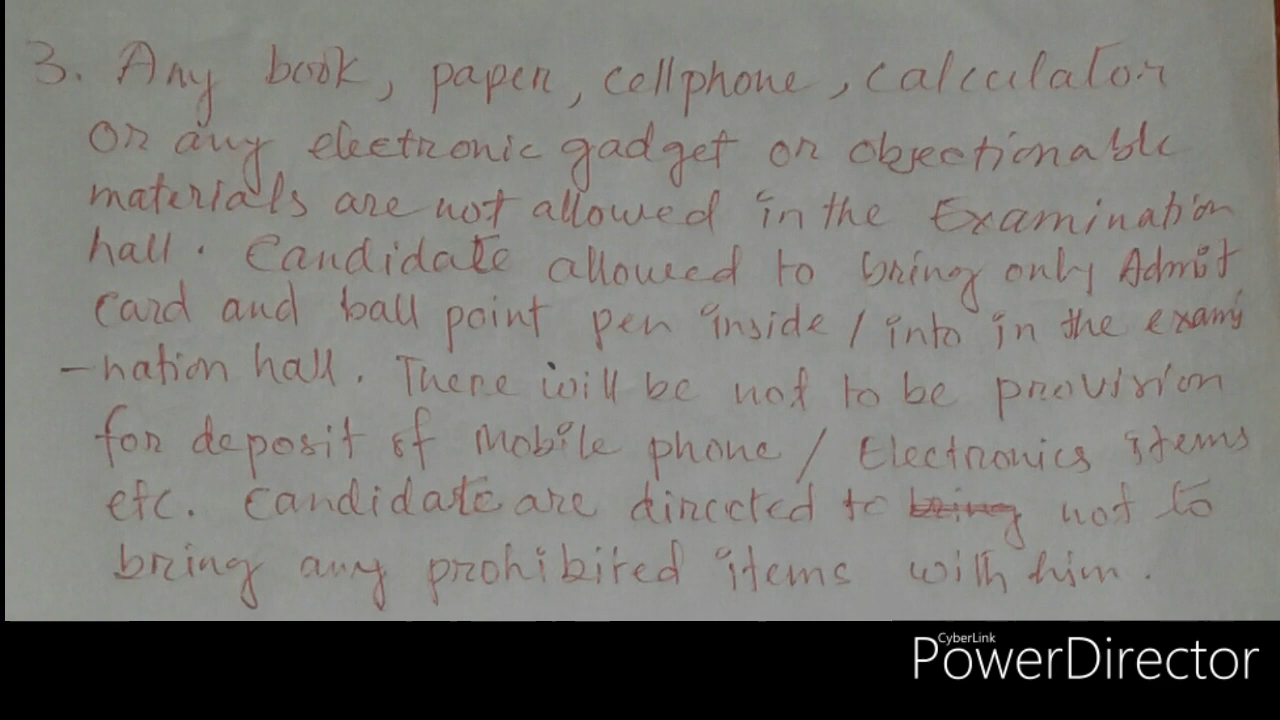 3. Any book, paper, cellphone, calculator
or any electronic gadget or objectionable
materials are not allowed in the Examination
hall. Candidate allowed to bring only Admit
card and ball point pen inside / into in the exami
-nation hall. There will be not to be provision
for deposit of mobile phone / Electronics items
etc. Candidate are directed to bring not to
bring any prohibited items with him.
CyberLink
PowerDirector